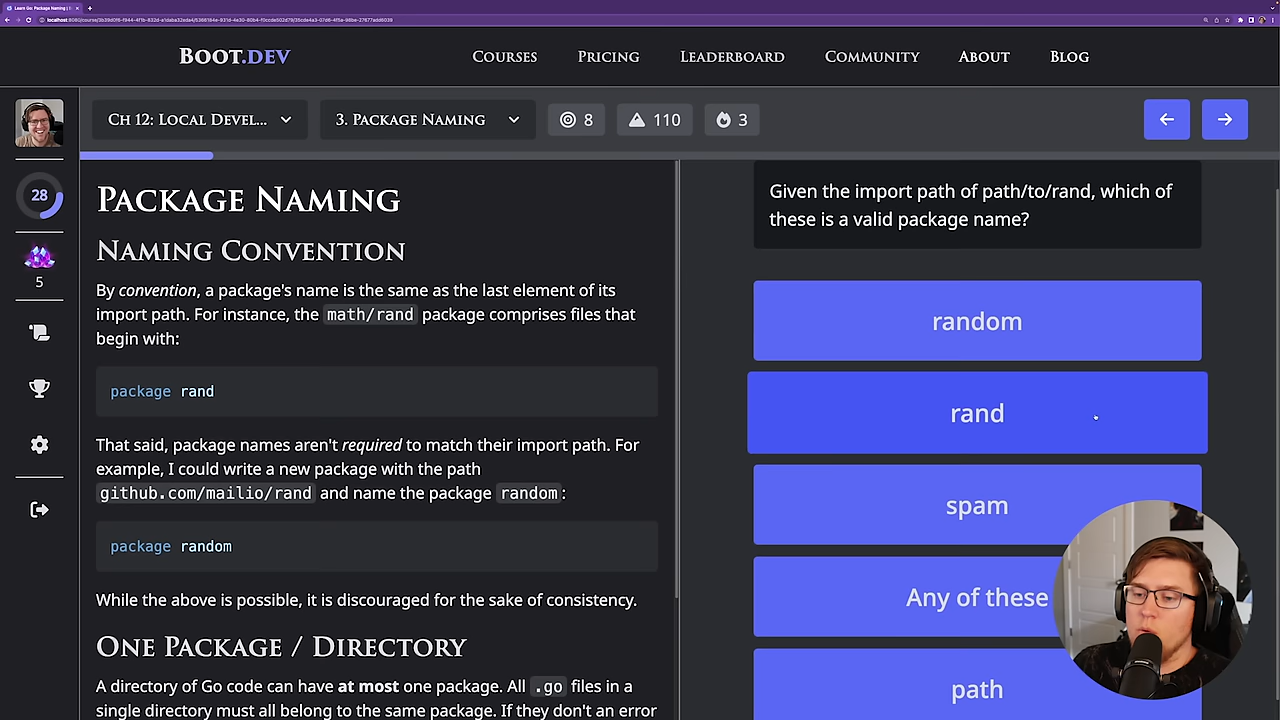 Learn Go: Package Naming
BOOT.DEV
COURSES
PRICING
LEADERBOARD
COMMUNITY
ABOUT
BLOG
CH 12: LOCAL DEVEL...
3. PACKAGE NAMING
8
110
3
28
5
PACKAGE NAMING
NAMING CONVENTION
By convention, a package's name is the same as the last element of its
import path. For instance, the math/rand package comprises files that
begin with:
package rand
That said, package names aren't required to match their import path. For
example, I could write a new package with the path
github.com/mailio/rand and name the package random:
package random
While the above is possible, it is discouraged for the sake of consistency.
ONE PACKAGE / DIRECTORY
A directory of Go code can have at most one package. All .go files in a
single directory must all belong to the same package. If they don't an error
Given the import path of path/to/rand, which of
these is a valid package name?
random
rand
spam
Any of these
path